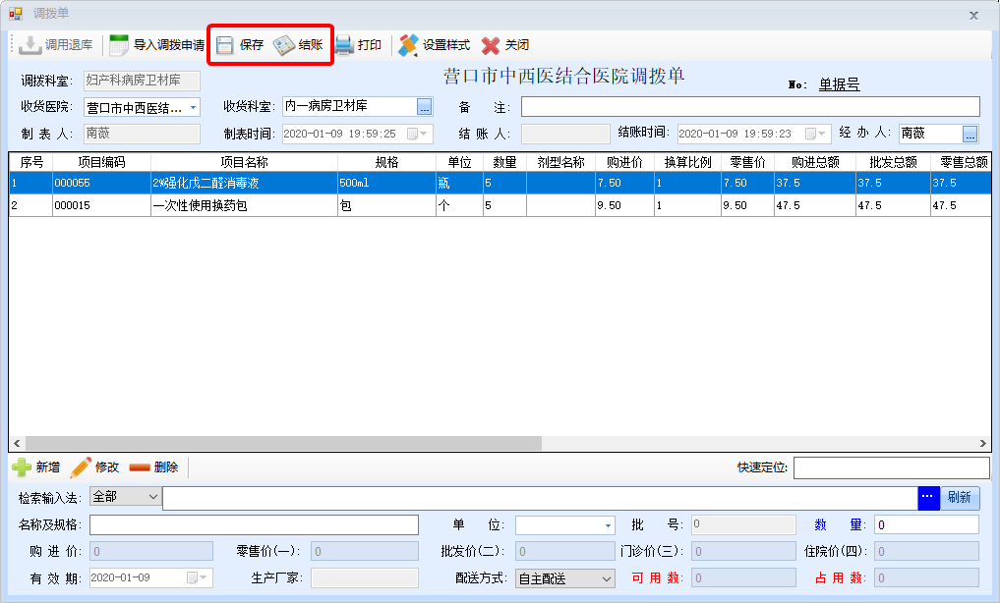 调拨单
调用退库 导入调拨申请 保存 结账 打印 设置样式 关闭
营口市中西医结合医院调拨单
No: 单据号
调拨科室: 妇产科病房卫材库
收货医院: 营口市中西医结... 收货科室: 内一病房卫材库 ... 备 注:
制 表 人: 南薇 制表时间: 2020-01-09 19:59:25 结 账 人: 结账时间: 2020-01-09 19:59:23 经 办 人: 南薇 ...
序号 项目编码 项目名称 规格 单位 数量 剂型名称 购进价 换算比例 零售价 购进总额 批发总额 零售总额
1 000055 2%强化戊二醛消毒液 500ml 瓶 5 7.50 1 7.50 37.5 37.5 37.5
2 000015 一次性使用换药包 包 个 5 9.50 1 9.50 47.5 47.5 47.5
新增 修改 删除 快速定位:
检索输入法: 全部 ... 刷新
名称及规格: 单 位: 批 号: 0 数 量: 0
购 进 价: 0 零售价(一): 0 批发价(二): 0 门诊价(三): 0 住院价(四): 0
有 效 期: 2020-01-09 生产厂家: 配送方式: 自主配送 可 用 数: 0 占 用 数: 0